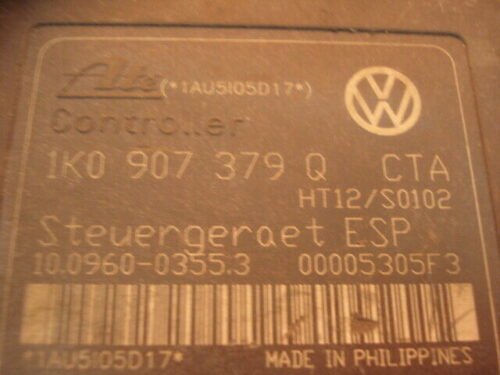 Ate (*1AU5I05D17*)
VW
Controller
1K0 907 379 Q CTA
HT12/S0102
Steuergeraet ESP
10.0960-0355.3 00005305F3
*1AU5I05D17* MADE IN PHILIPPINES